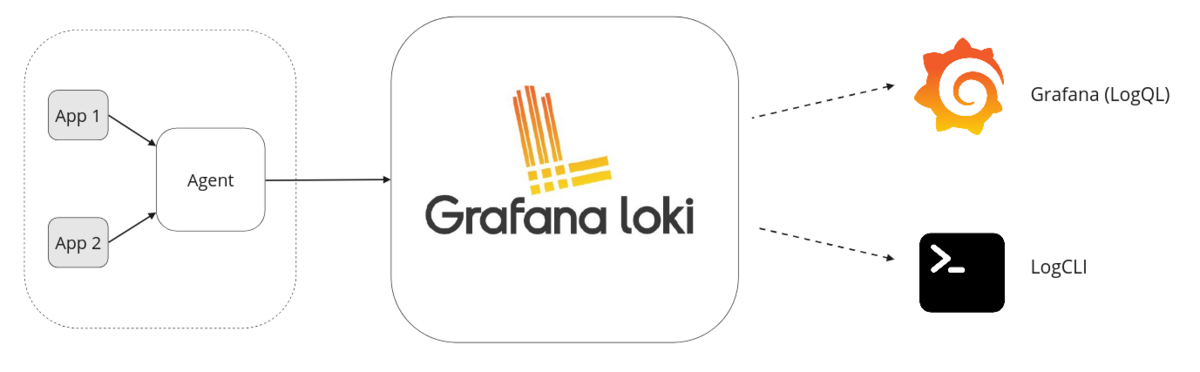 App 1
App 2
Agent
Grafana loki
Grafana (LogQL)
LogCLI